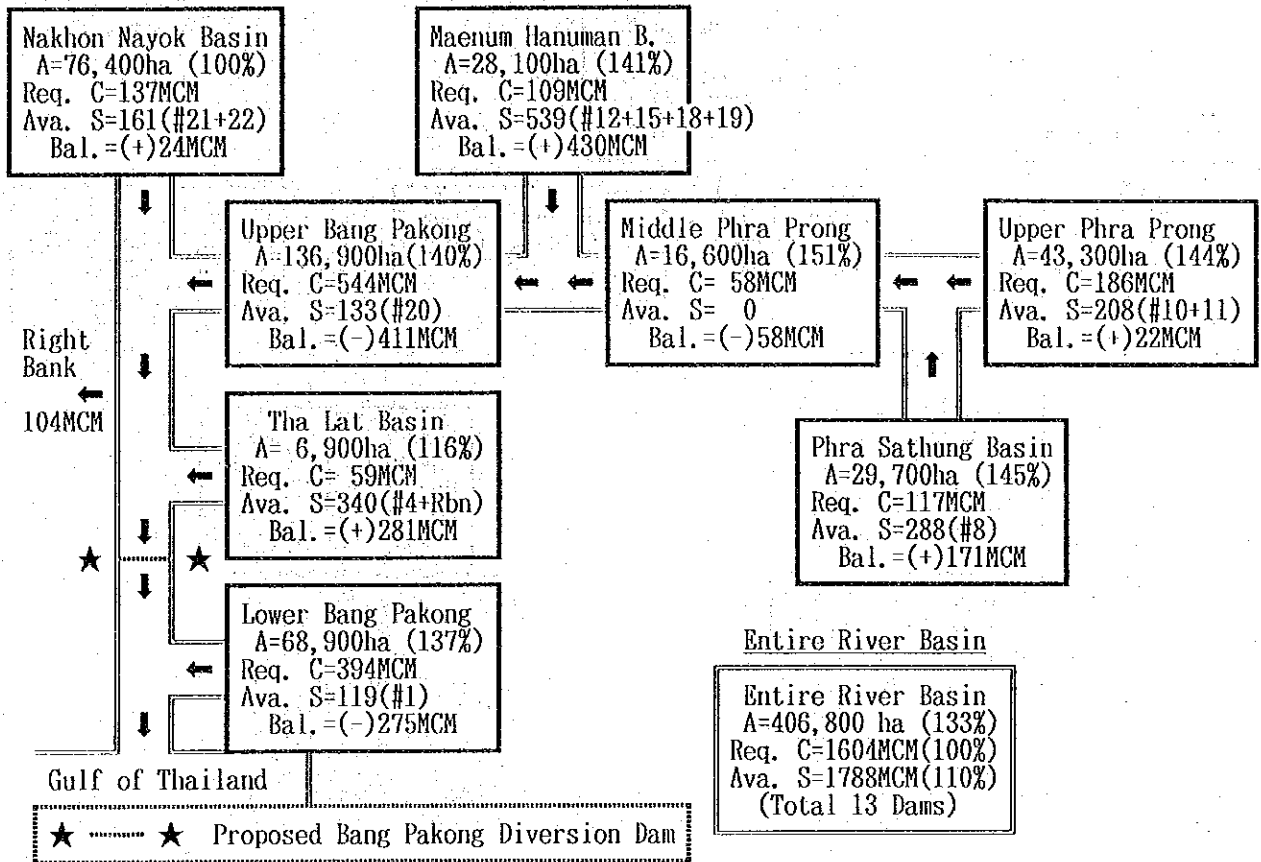 Nakhon Nayok Basin
A=76,400ha (100%)
Req. C=137MCM
Ava. S=161(#21+22)
Bal.=(+)24MCM
Maenum Hanuman B.
A=28,100ha (141%)
Req. C=109MCM
Ava. S=539(#12+15+18+19)
Bal.=(+)430MCM
Upper Bang Pakong
A=136,900ha(140%)
Req. C=544MCM
Ava. S=133(#20)
Bal.=(-)411MCM
Middle Phra Prong
A=16,600ha (151%)
Req. C= 58MCM
Ava. S= 0
Bal.=(-)58MCM
Upper Phra Prong
A=43,300ha (144%)
Req. C=186MCM
Ava. S=208(#10+11)
Bal.=(+)22MCM
Right
Bank
104MCM
Tha Lat Basin
A= 6,900ha (116%)
Req. C= 59MCM
Ava. S=340(#4+Rbn)
Bal.=(+)281MCM
Phra Sathung Basin
A=29,700ha (145%)
Req. C=117MCM
Ava. S=288(#8)
Bal.=(+)171MCM
Lower Bang Pakong
A=68,900ha (137%)
Req. C=394MCM
Ava. S=119(#1)
Bal.=(-)275MCM
Entire River Basin
Entire River Basin
A=406,800 ha (133%)
Req. C=1604MCM(100%)
Ava. S=1788MCM(110%)
(Total 13 Dams)
Gulf of Thailand
★ ┄┄ ★ Proposed Bang Pakong Diversion Dam